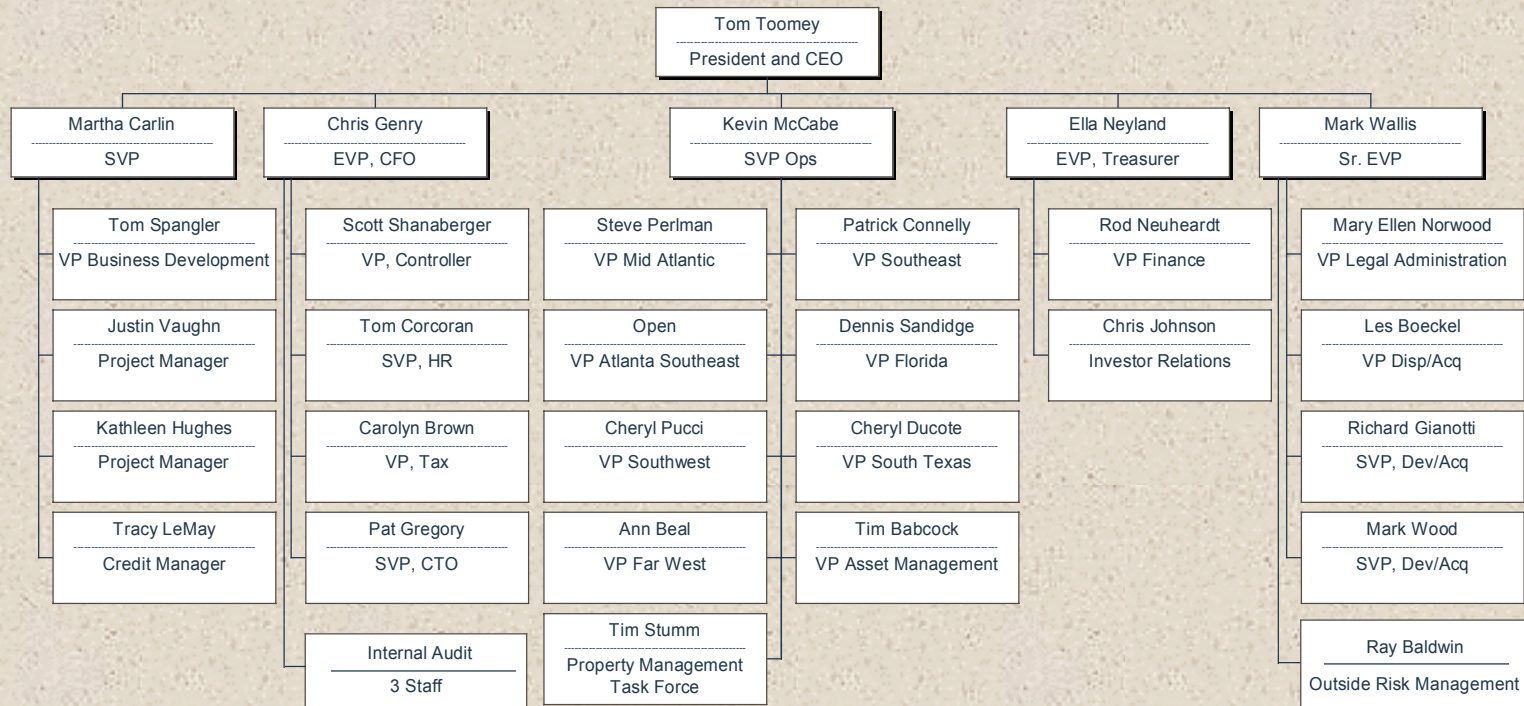 Tom Toomey
President and CEO
Martha Carlin
SVP
Chris Genry
EVP, CFO
Kevin McCabe
SVP Ops
Ella Neyland
EVP, Treasurer
Mark Wallis
Sr. EVP
Tom Spangler
VP Business Development
Justin Vaughn
Project Manager
Kathleen Hughes
Project Manager
Tracy LeMay
Credit Manager
Scott Shanaberger
VP, Controller
Tom Corcoran
SVP, HR
Carolyn Brown
VP, Tax
Pat Gregory
SVP, CTO
Internal Audit
3 Staff
Steve Perlman
VP Mid Atlantic
Open
VP Atlanta Southeast
Cheryl Pucci
VP Southwest
Ann Beal
VP Far West
Tim Stumm
Property Management
Task Force
Patrick Connelly
VP Southeast
Dennis Sandidge
VP Florida
Cheryl Ducote
VP South Texas
Tim Babcock
VP Asset Management
Rod Neuheardt
VP Finance
Chris Johnson
Investor Relations
Mary Ellen Norwood
VP Legal Administration
Les Boeckel
VP Disp/Acq
Richard Gianotti
SVP, Dev/Acq
Mark Wood
SVP, Dev/Acq
Ray Baldwin
Outside Risk Management